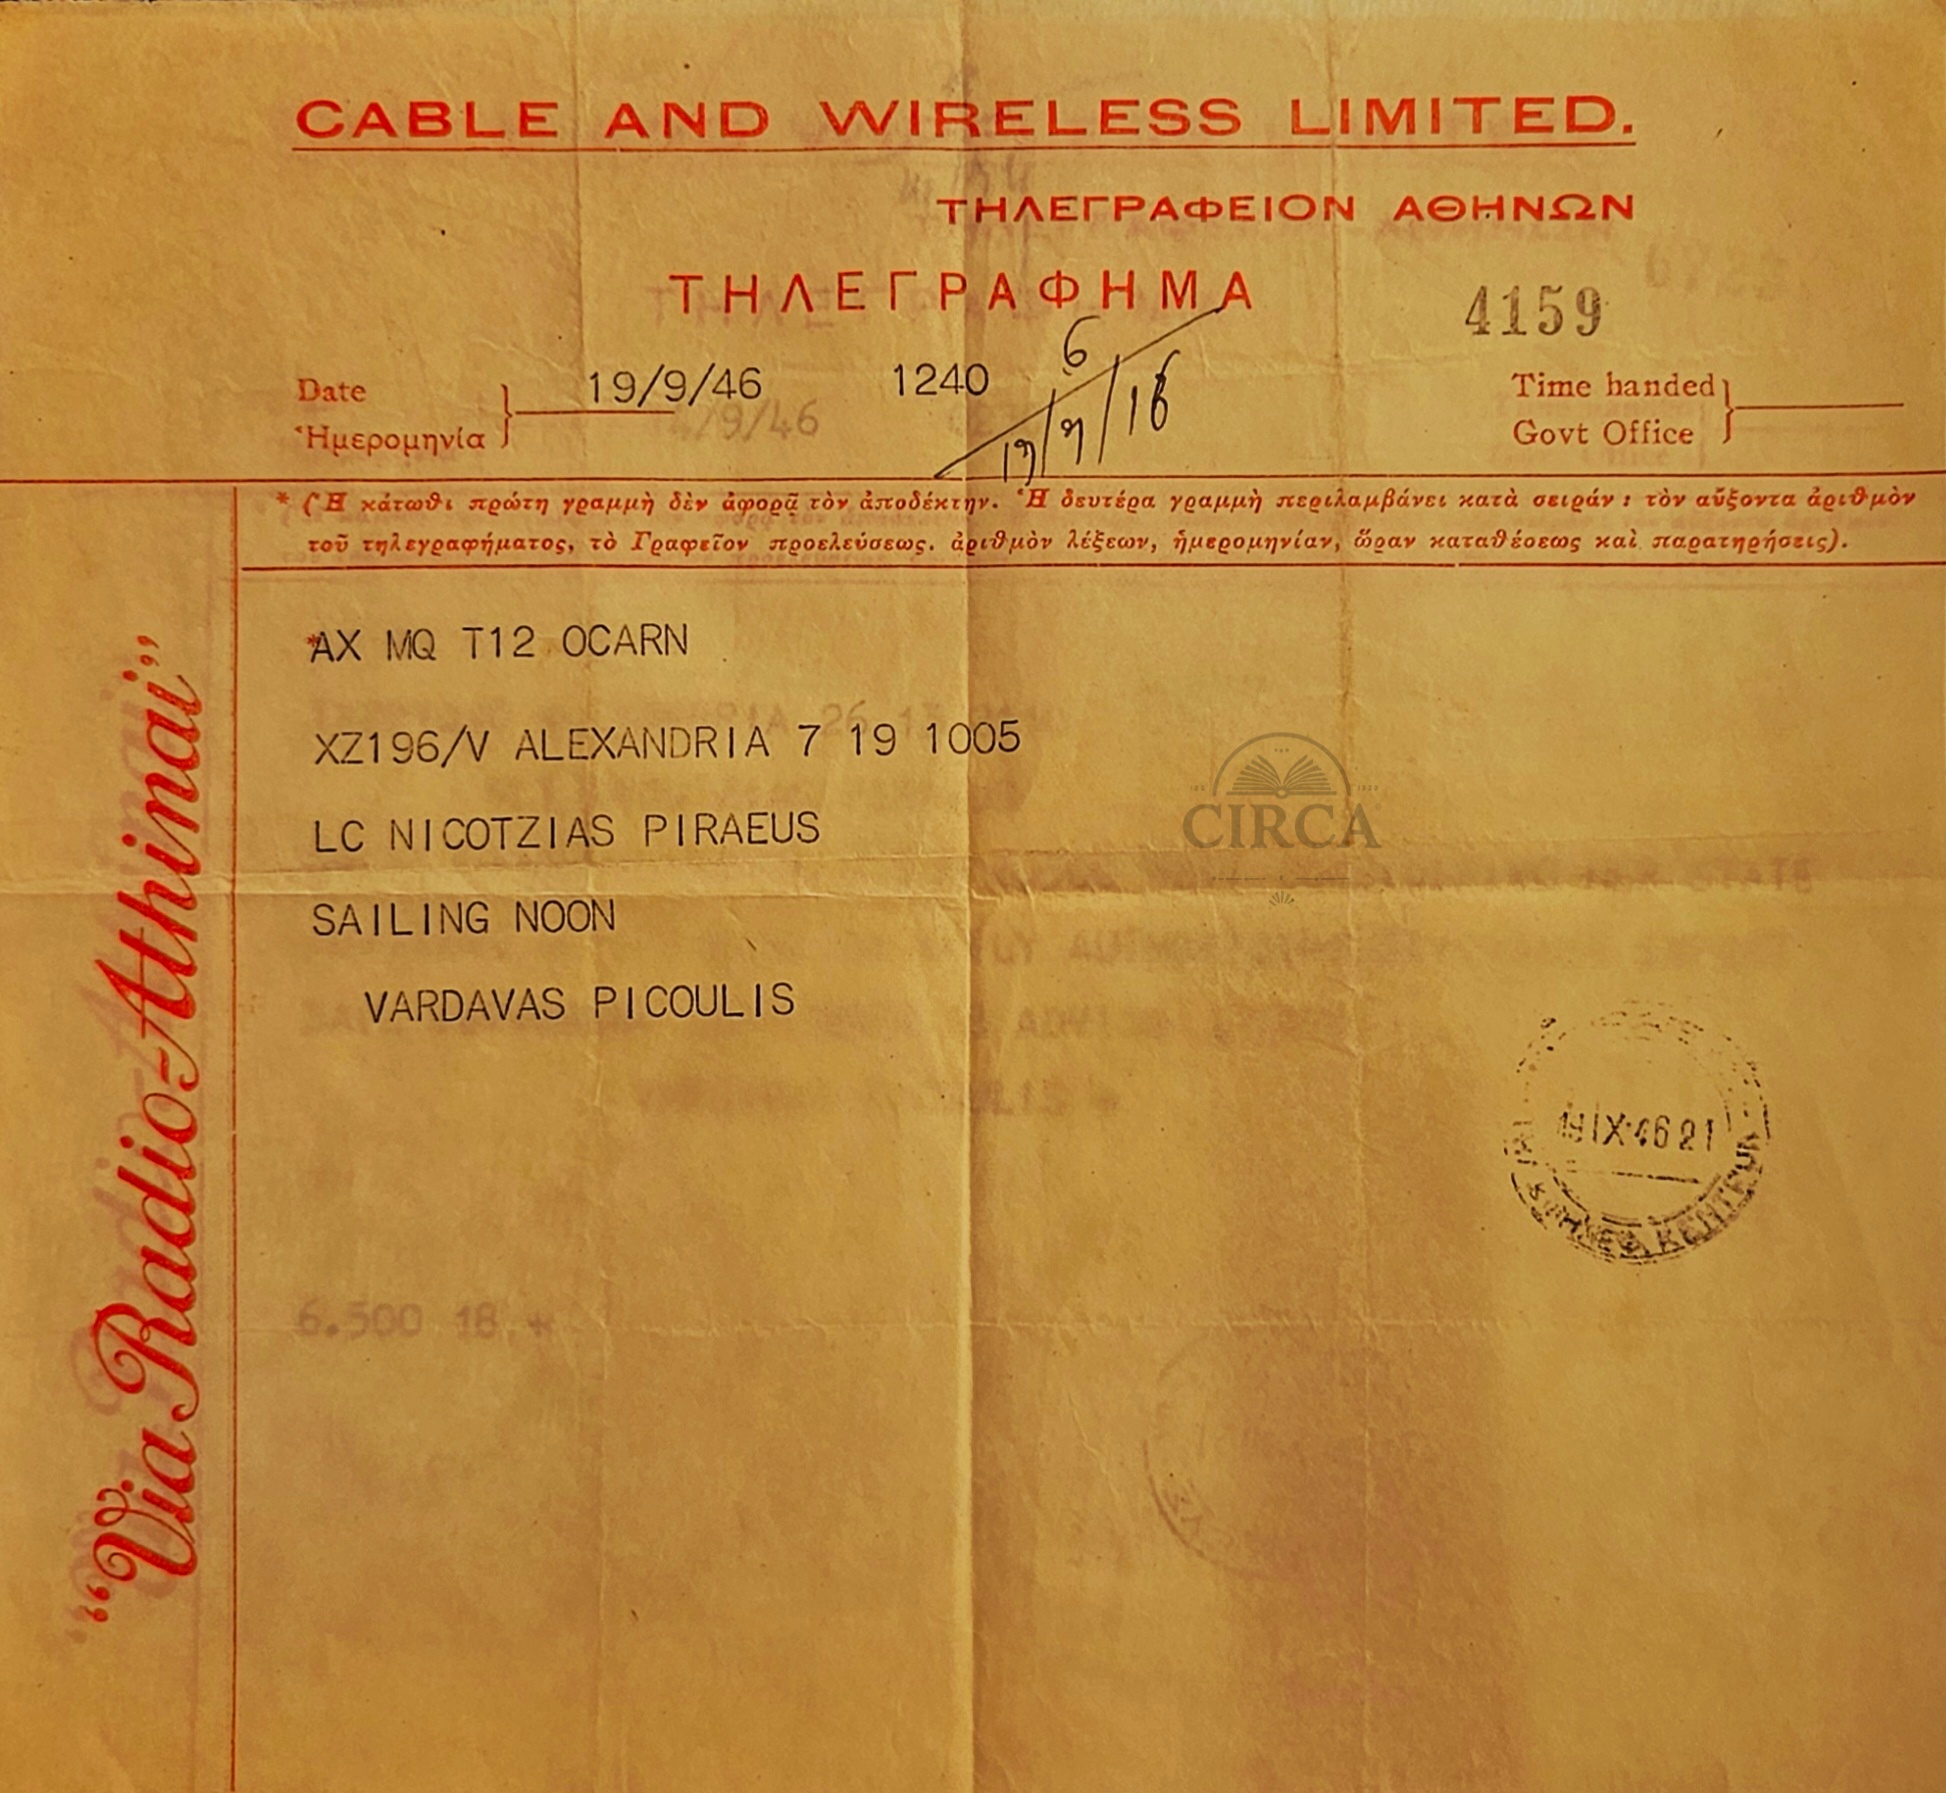 CABLE AND WIRELESS LIMITED.
ΤΗΛΕΓΡΑΦΕΙΟΝ ΑΘΗΝΩΝ
ΤΗΛΕΓΡΑΦΗΜΑ
4159
Date
Ἡμερομηνία
19/9/46 1240
6
Time handed
Govt Office
* (Ἡ κάτωθι πρώτη γραμμὴ δὲν ἀφορᾷ τὸν ἀποδέκτην. Ἡ δευτέρα γραμμὴ περιλαμβάνει κατὰ σειράν: τὸν αὔξοντα ἀριθμὸν
τοῦ τηλεγραφήματος, τὸ Γραφεῖον προελεύσεως. ἀριθμὸν λέξεων, ἡμερομηνίαν, ὥραν καταθέσεως καὶ παρατηρήσεις).
"Via Radio-Athinai"
*AX MQ T12 OCARN
XZ196/V ALEXANDRIA 7 19 1005
LC NICOTZIAS PIRAEUS
SAILING NOON
VARDAVAS PICOULIS
CIRCA
6.500 18 *